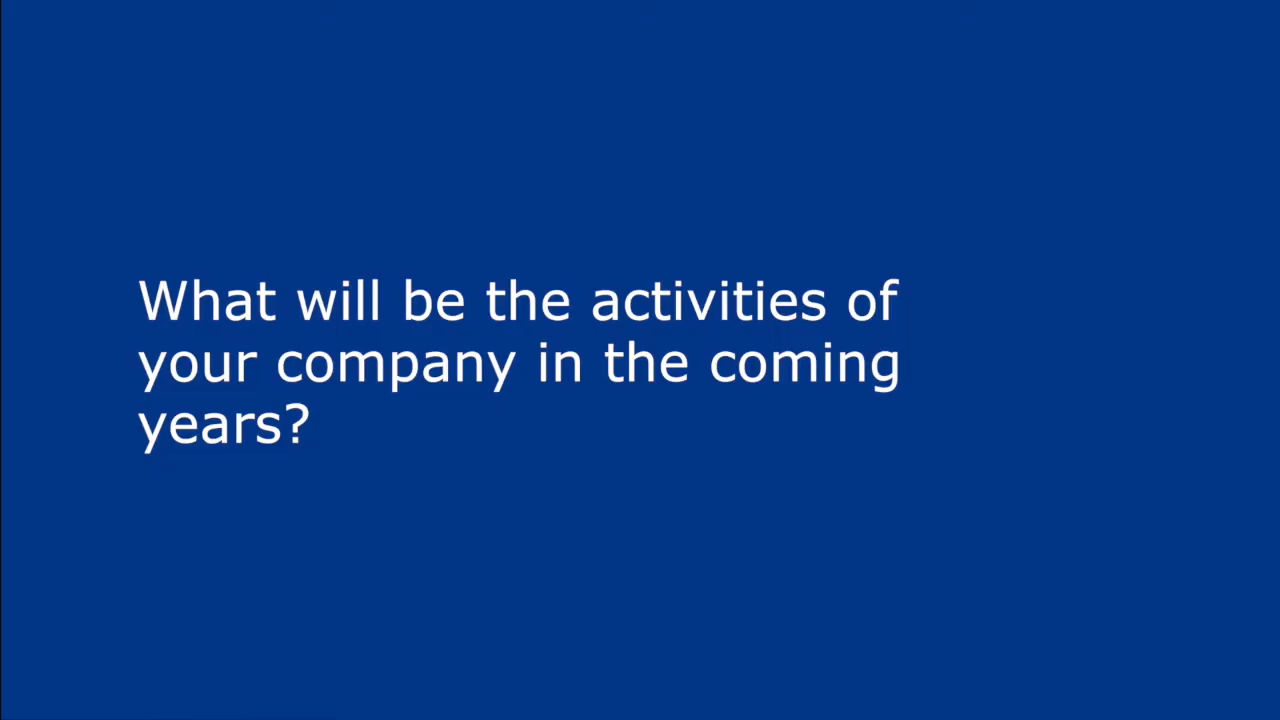 What will be the activities of
your company in the coming
years?